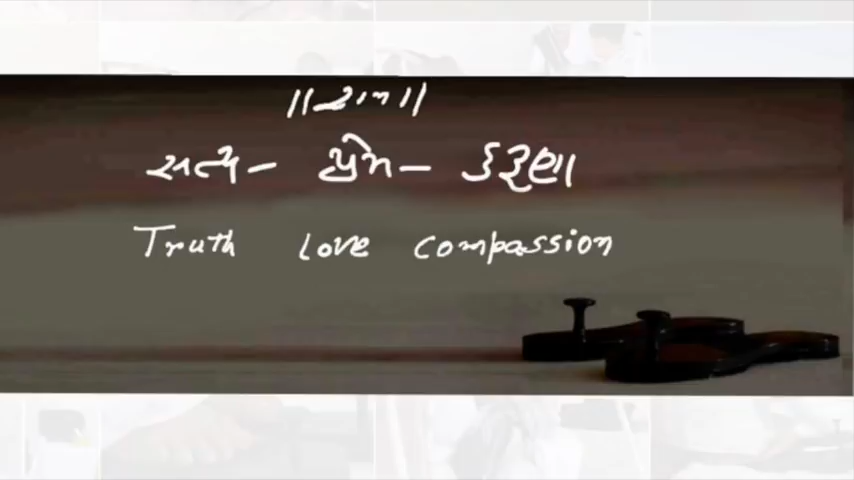 ॥રામ॥
સત્ય - પ્રેમ - કરુણા
Truth love compassion